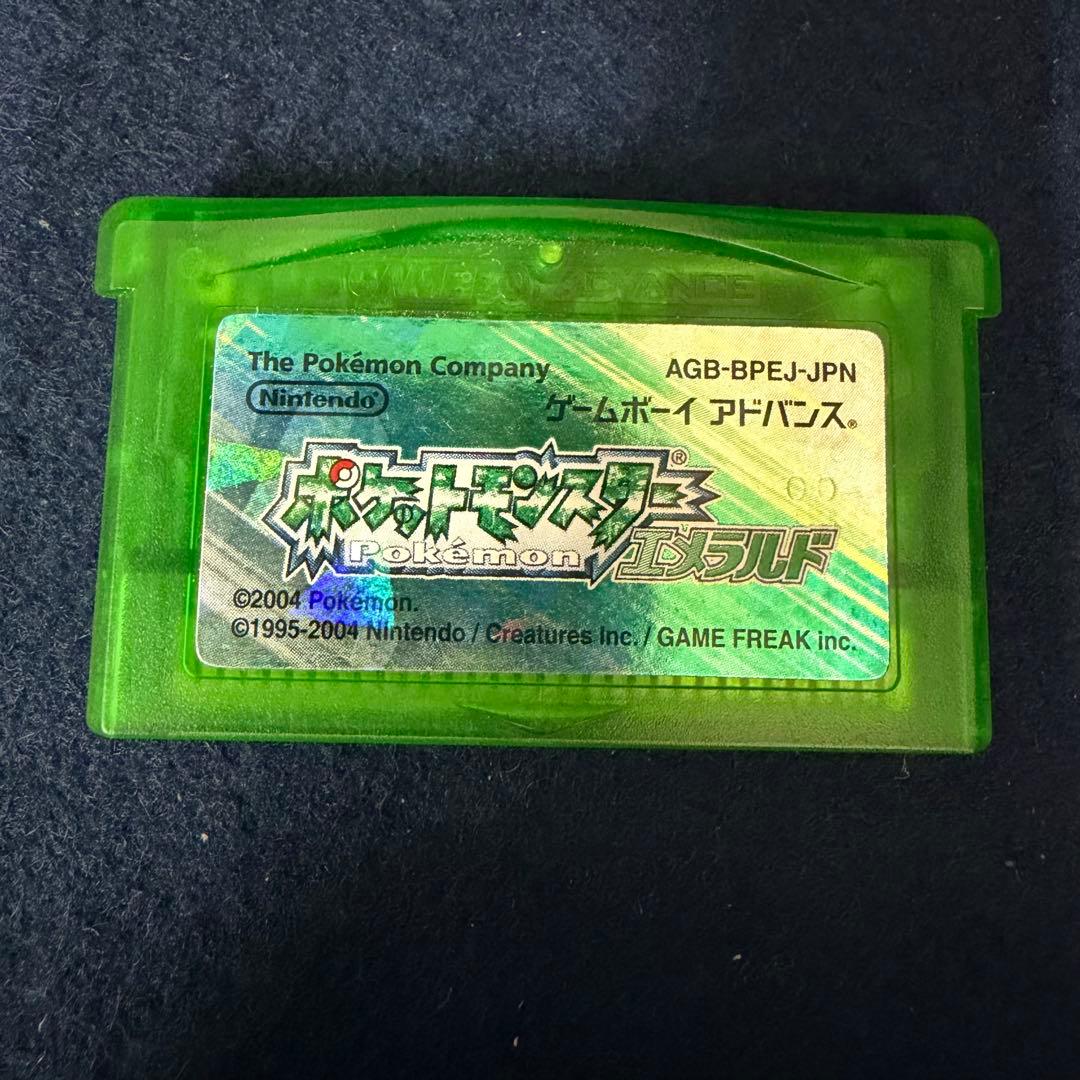 GAME BOY ADVANCE
The Pokémon Company
AGB-BPEJ-JPN
Nintendo®
ゲームボーイ アドバンス®
ポケットモンスター®
Pokémon
エメラルド
00
©2004 Pokémon.
©1995-2004 Nintendo / Creatures Inc. / GAME FREAK inc.